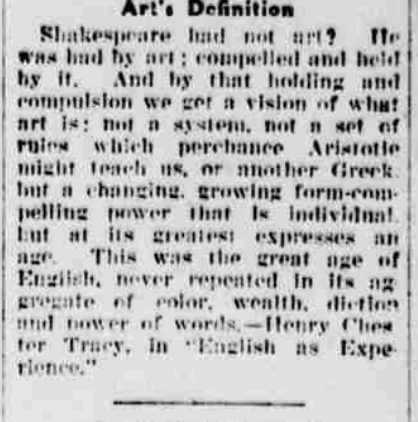 Art's Definition
Shakespeare had not art? He
was had by art; compelled and held
by it. And by that holding and
compulsion we get a vision of what
art is: not a system, not a set of
rules which perchance Aristotle
might teach us, or another Greek,
but a changing, growing form-com-
pelling power that is individual,
but at its greatest expresses an
age. This was the great age of
English, never repeated in its ag
gregate of color, wealth, diction
and power of words.—Henry Ches
ter Tracy, in "English as Expe-
rience."